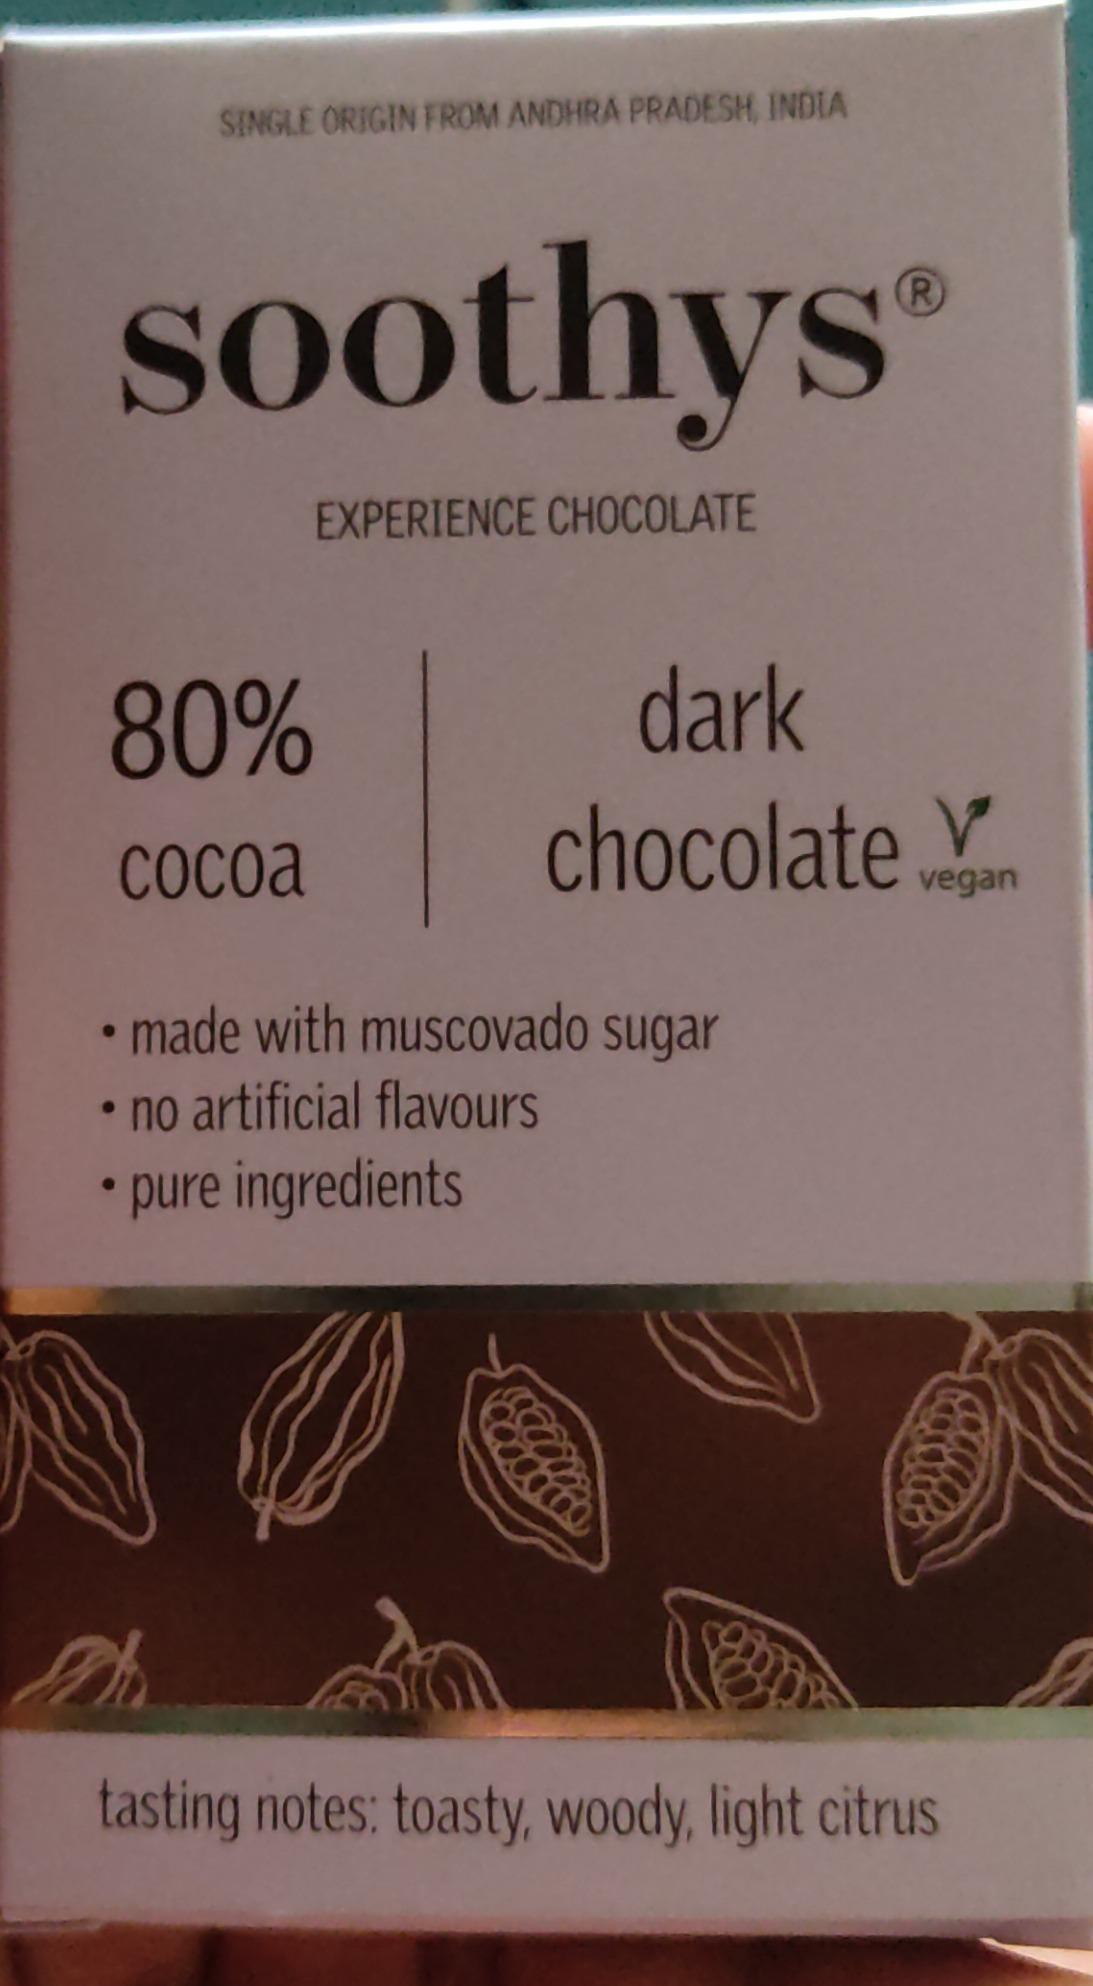 SINGLE ORIGIN FROM ANDHRA PRADESH, INDIA
soothys®
EXPERIENCE CHOCOLATE
80%
cocoa
dark
chocolate
vegan
• made with muscovado sugar
• no artificial flavours
• pure ingredients
tasting notes: toasty, woody, light citrus